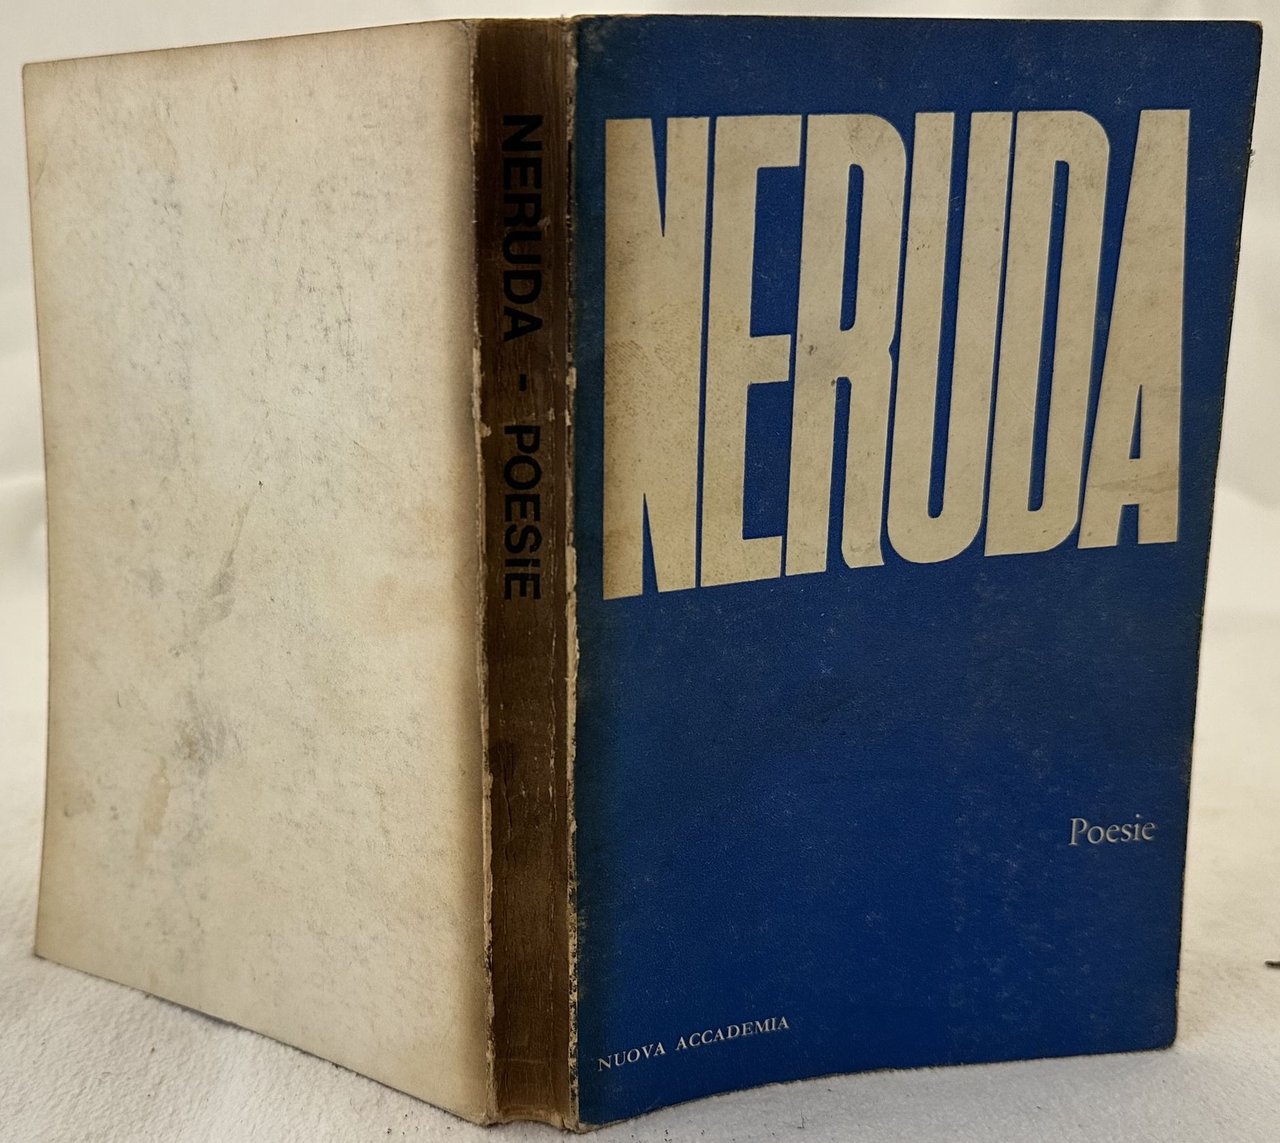 NERUDA - POESIE
NERUDA
Poesie
NUOVA ACCADEMIA